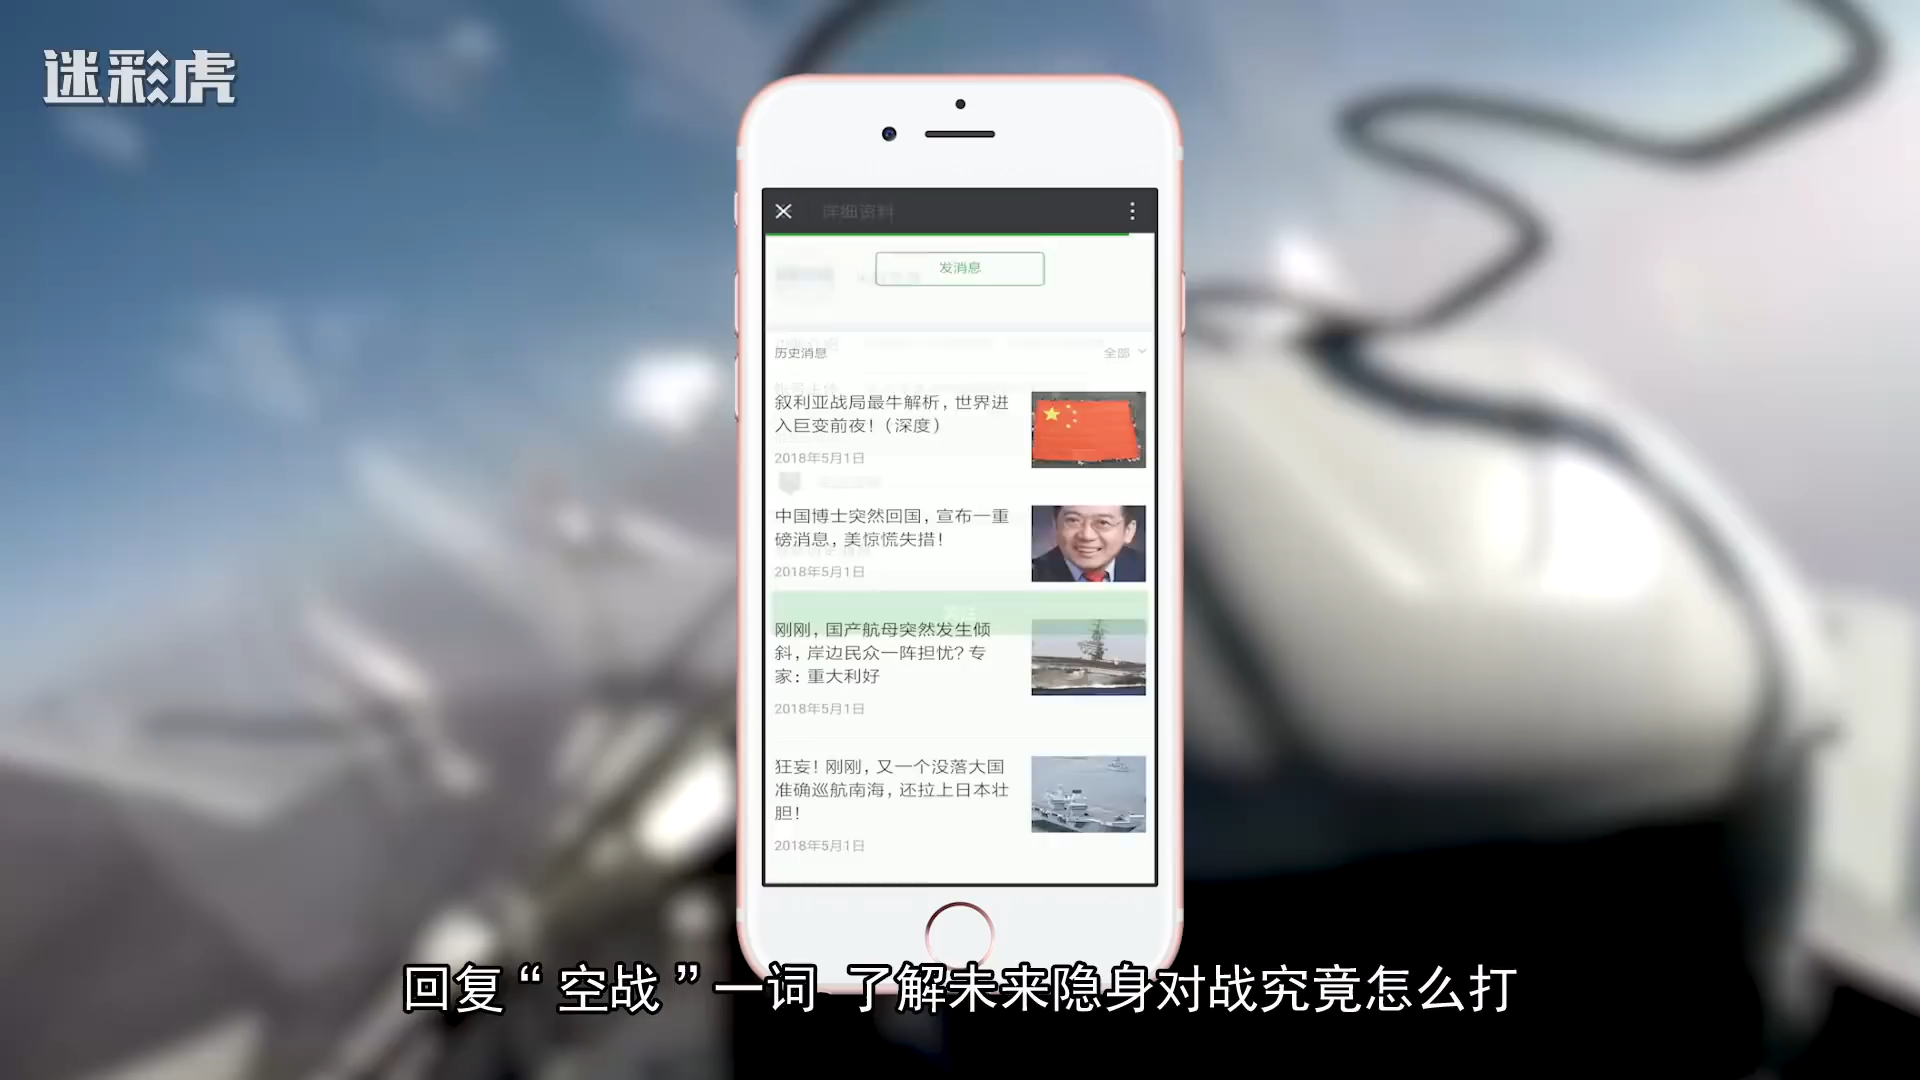 迷彩虎
详细资料
发消息
历史消息
全部
叙利亚战局最牛解析，世界进
入巨变前夜！（深度）
2018年5月1日
中国博士突然回国，宣布一重
磅消息，美惊慌失措！
2018年5月1日
刚刚，国产航母突然发生倾
斜，岸边民众一阵担忧？专
家：重大利好
2018年5月1日
狂妄！刚刚，又一个没落大国
准确巡航南海，还拉上日本壮
胆！
2018年5月1日
回复“空战”一词 了解未来隐身对战究竟怎么打